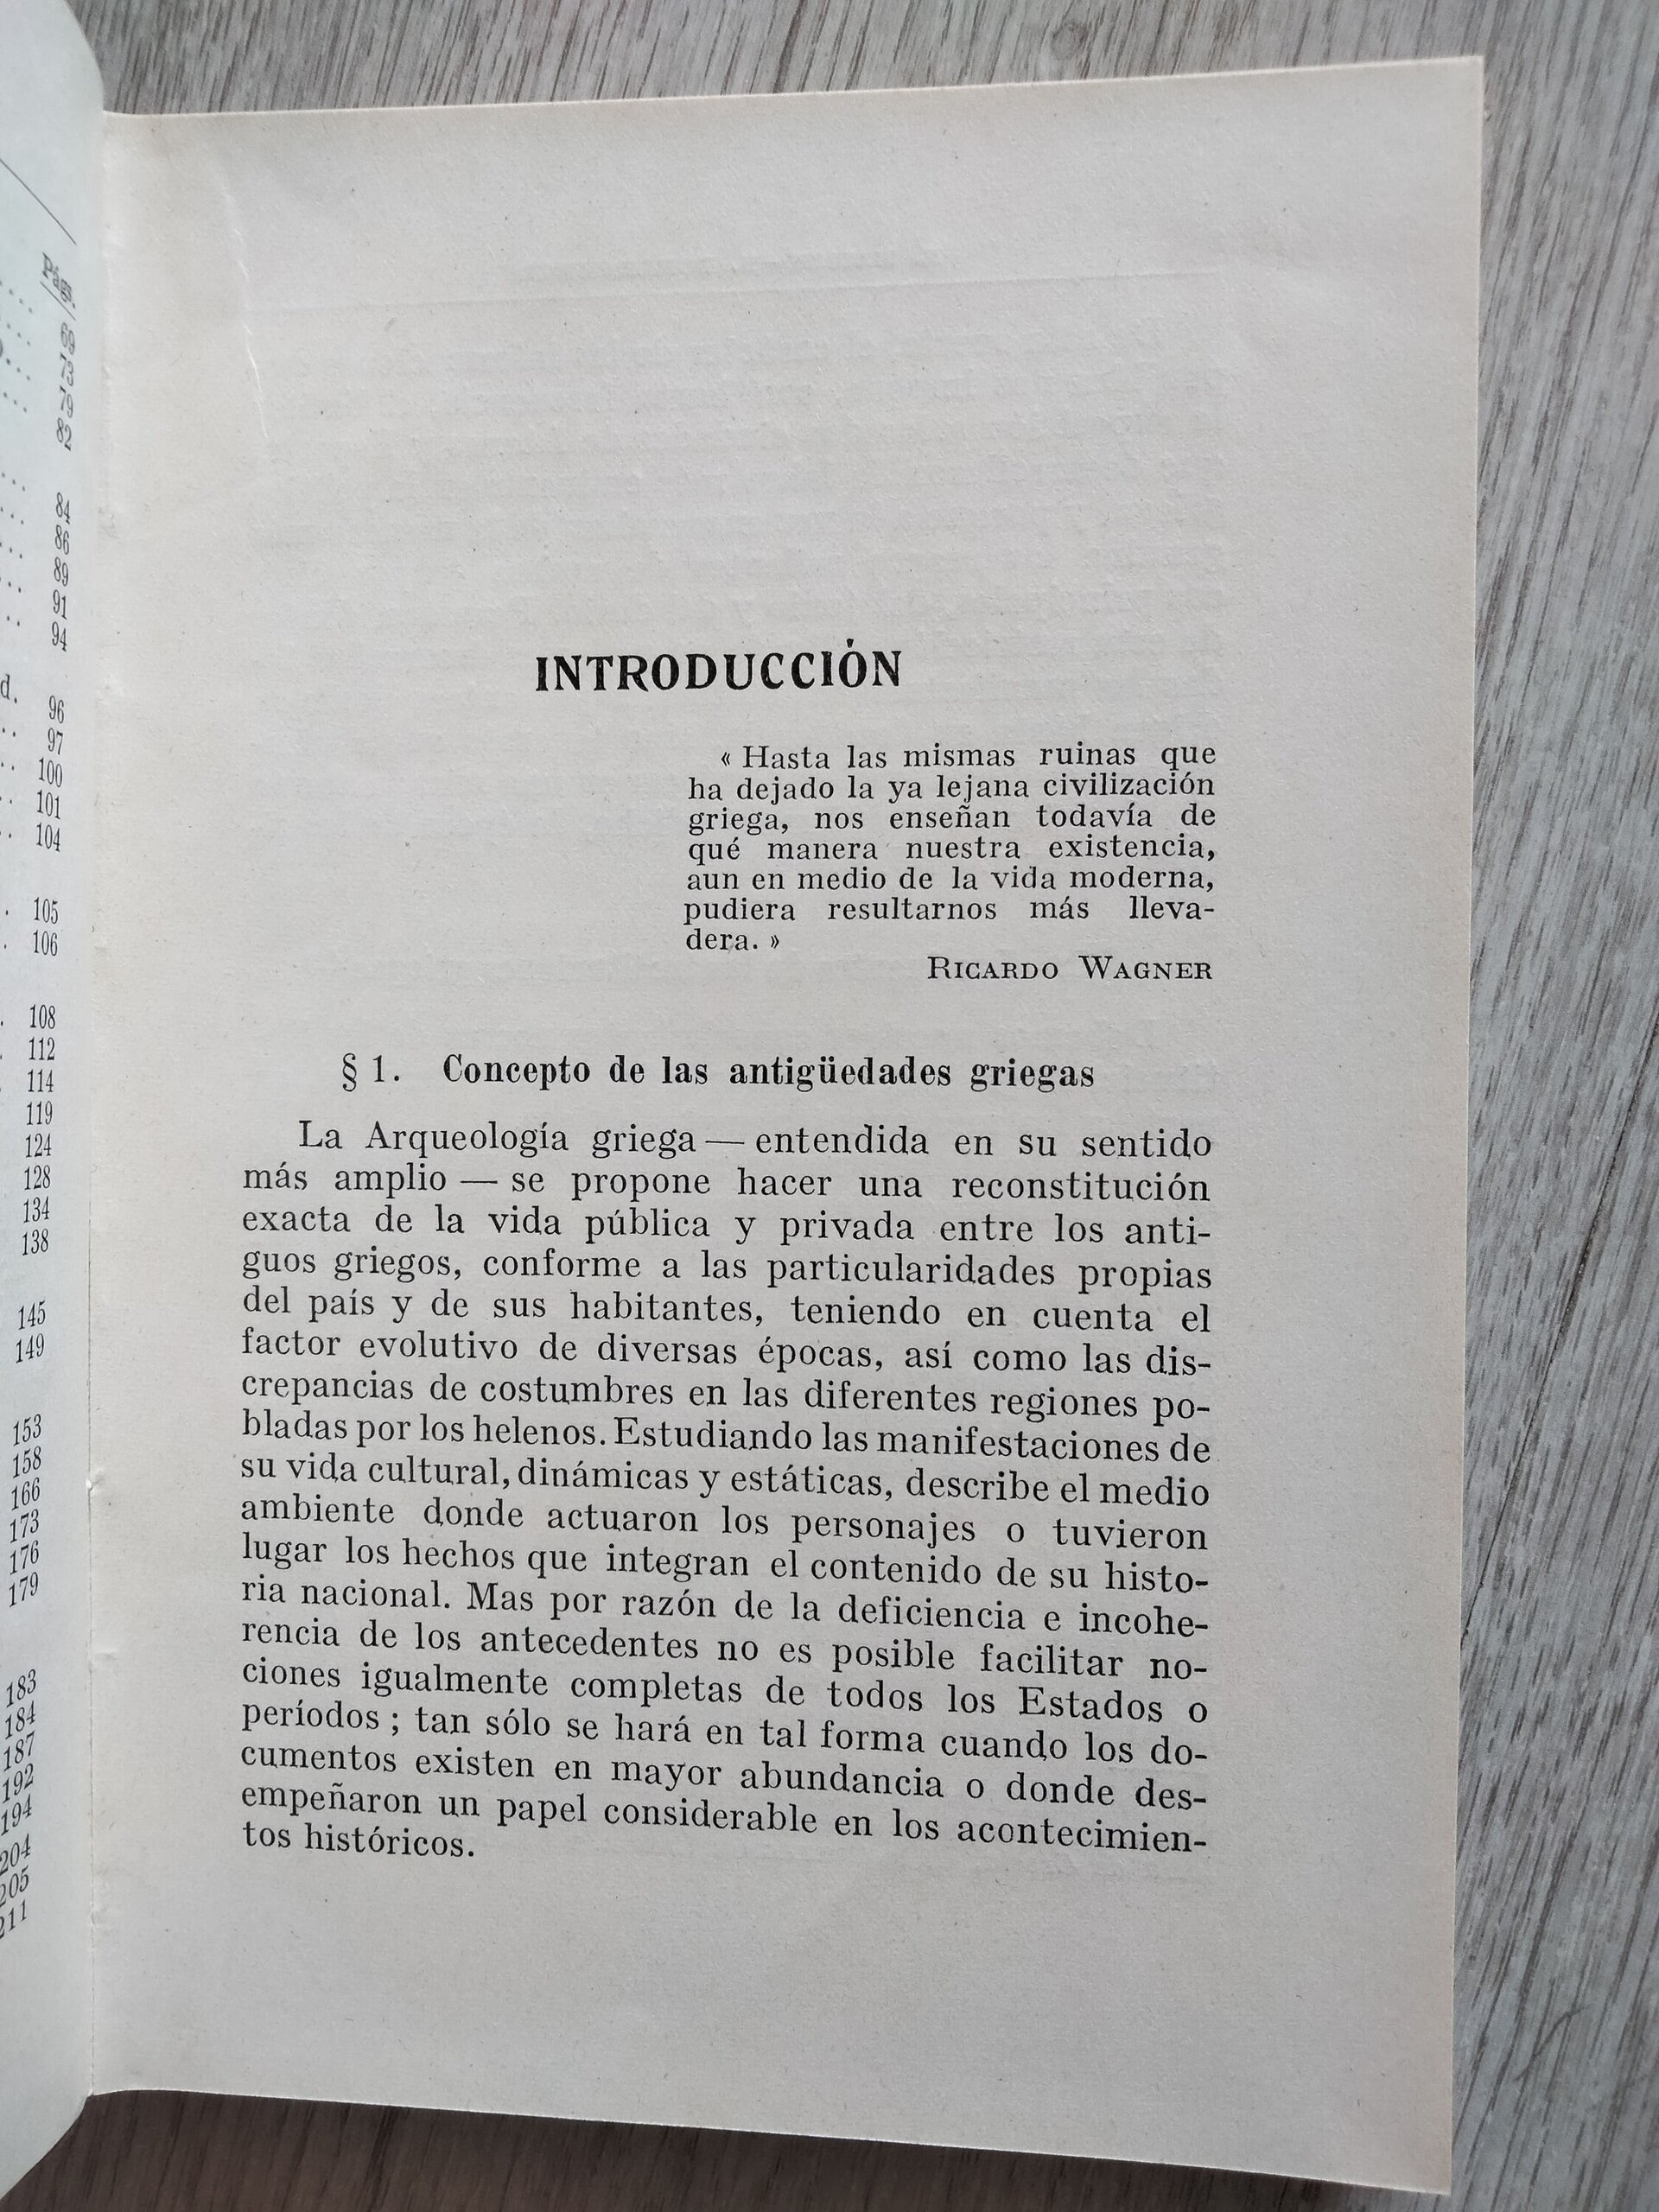 Pág.
69
73
79
82
84
86
89
91
94
d.
96
97
100
101
104
105
106
108
112
114
119
124
128
134
138
145
149
153
158
166
173
176
179
183
184
187
192
194
204
205
211
INTRODUCCIÓN
« Hasta las mismas ruinas que
ha dejado la ya lejana civilización
griega, nos enseñan todavía de
qué manera nuestra existencia,
aun en medio de la vida moderna,
pudiera resultarnos más lleva-
dera. »
RICARDO WAGNER
§ 1. Concepto de las antigüedades griegas
La Arqueología griega — entendida en su sentido
más amplio — se propone hacer una reconstitución
exacta de la vida pública y privada entre los anti-
guos griegos, conforme a las particularidades propias
del país y de sus habitantes, teniendo en cuenta el
factor evolutivo de diversas épocas, así como las dis-
crepancias de costumbres en las diferentes regiones po-
bladas por los helenos. Estudiando las manifestaciones de
su vida cultural, dinámicas y estáticas, describe el medio
ambiente donde actuaron los personajes o tuvieron
lugar los hechos que integran el contenido de su histo-
ria nacional. Mas por razón de la deficiencia e incohe-
rencia de los antecedentes no es posible facilitar no-
ciones igualmente completas de todos los Estados o
períodos ; tan sólo se hará en tal forma cuando los do-
cumentos existen en mayor abundancia o donde des-
empeñaron un papel considerable en los acontecimien-
tos históricos.